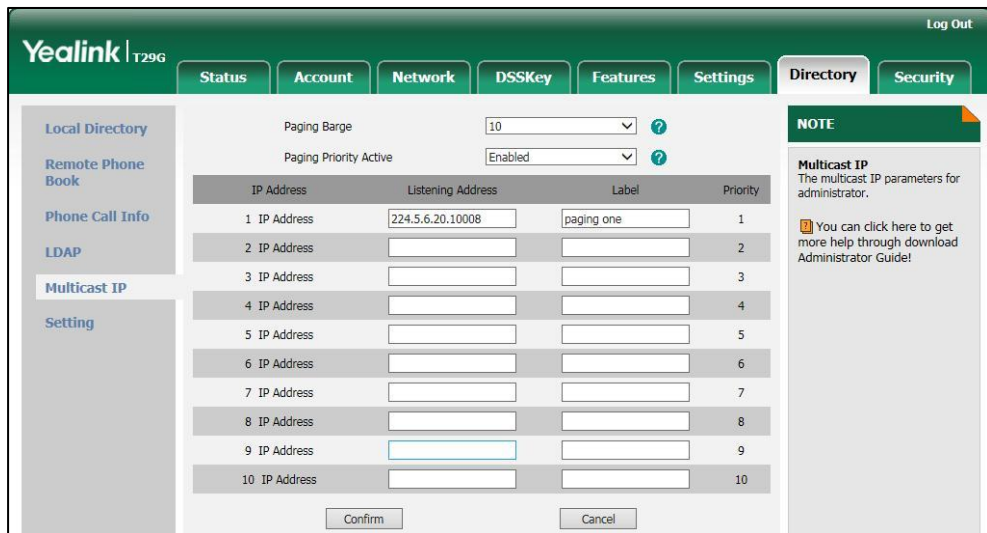 Log Out
Yealink T29G
Status Account Network DSSKey Features Settings Directory Security
Local Directory
Remote Phone
Book
Phone Call Info
LDAP
Multicast IP
Setting
Paging Barge 10
Paging Priority Active Enabled
IP Address Listening Address Label Priority
1 IP Address 224.5.6.20.10008 paging one 1
2 IP Address 2
3 IP Address 3
4 IP Address 4
5 IP Address 5
6 IP Address 6
7 IP Address 7
8 IP Address 8
9 IP Address 9
10 IP Address 10
Confirm Cancel
NOTE
Multicast IP
The multicast IP parameters for
administrator.
You can click here to get
more help through download
Administrator Guide!